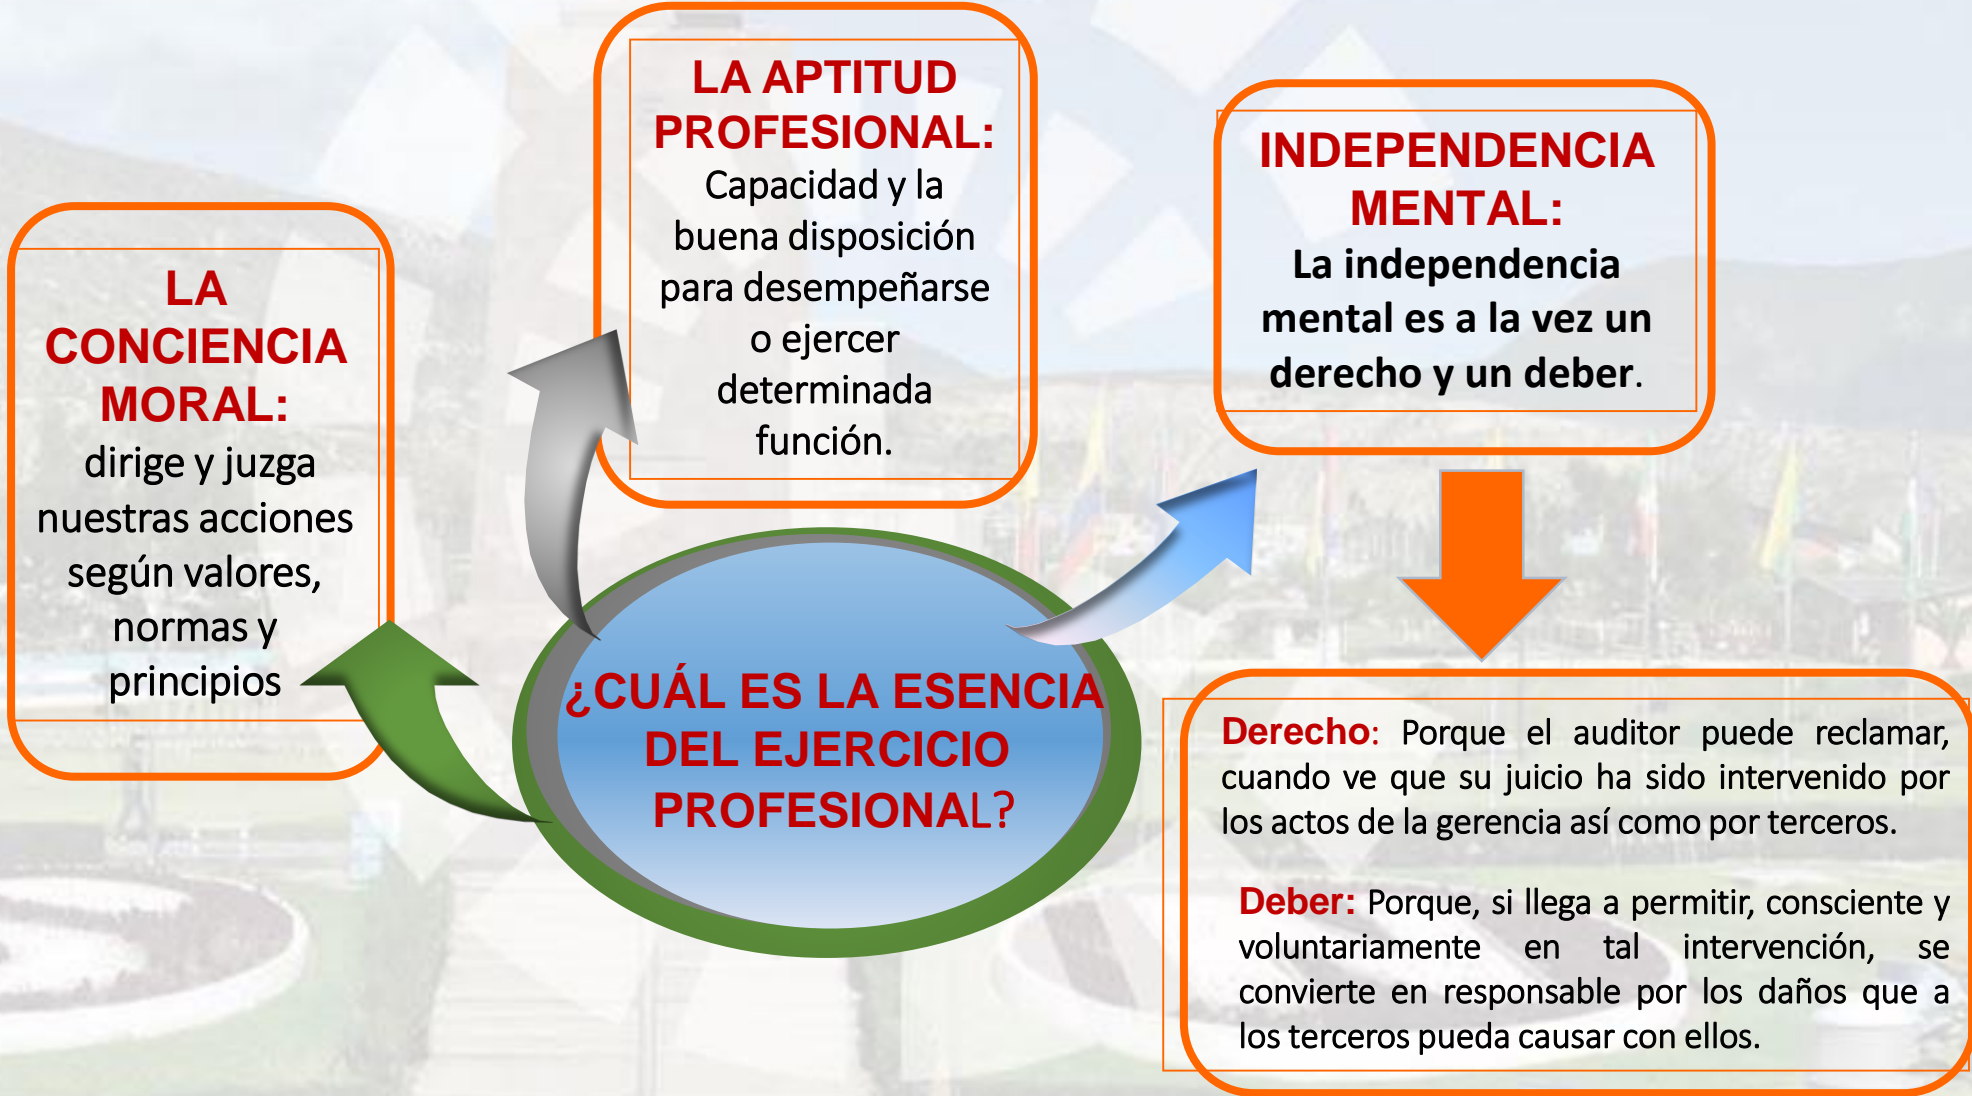 LA APTITUD
PROFESIONAL:
Capacidad y la
buena disposición
para desempeñarse
o ejercer
determinada
función.
INDEPENDENCIA
MENTAL:
La independencia
mental es a la vez un
derecho y un deber.
LA
CONCIENCIA
MORAL:
dirige y juzga
nuestras acciones
según valores,
normas y
principios
¿CUÁL ES LA ESENCIA
DEL EJERCICIO
PROFESIONAL?
Derecho: Porque el auditor puede reclamar,
cuando ve que su juicio ha sido intervenido por
los actos de la gerencia así como por terceros.
Deber: Porque, si llega a permitir, consciente y
voluntariamente en tal intervención, se
convierte en responsable por los daños que a
los terceros pueda causar con ellos.